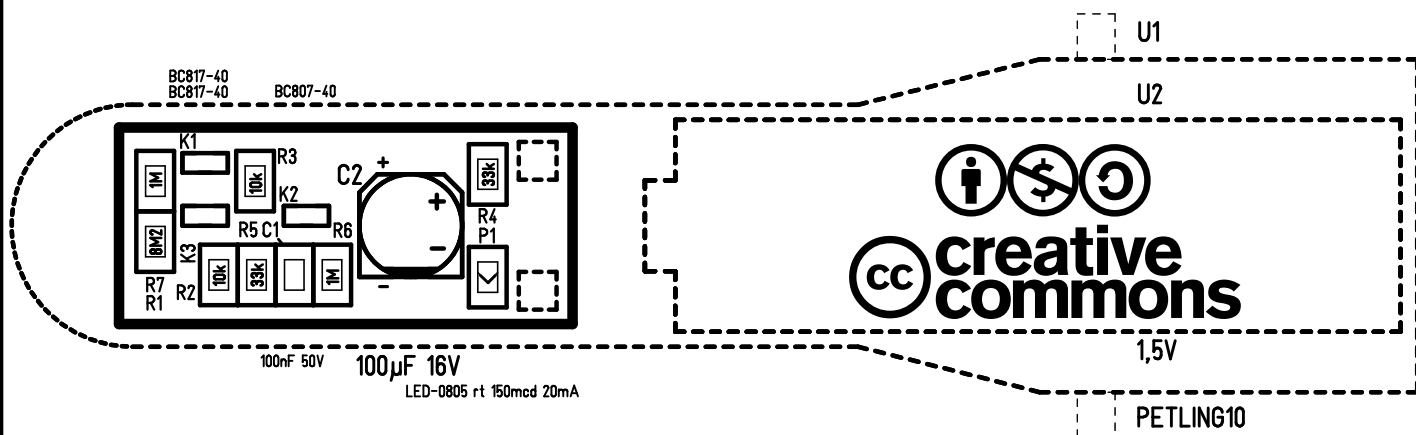 U1
BC817-40
BC817-40
BC807-40
U2
K1
R3
1M
10k
C2
+
33k
K2
+
R4
R5 C1
R6
P1
8M2
K3
10k
33k
1M
−
−
R7
R1
R2
cc
creative
commons
$
100nF 50V
100µF 16V
1,5V
LED-0805 rt 150mcd 20mA
PETLING10